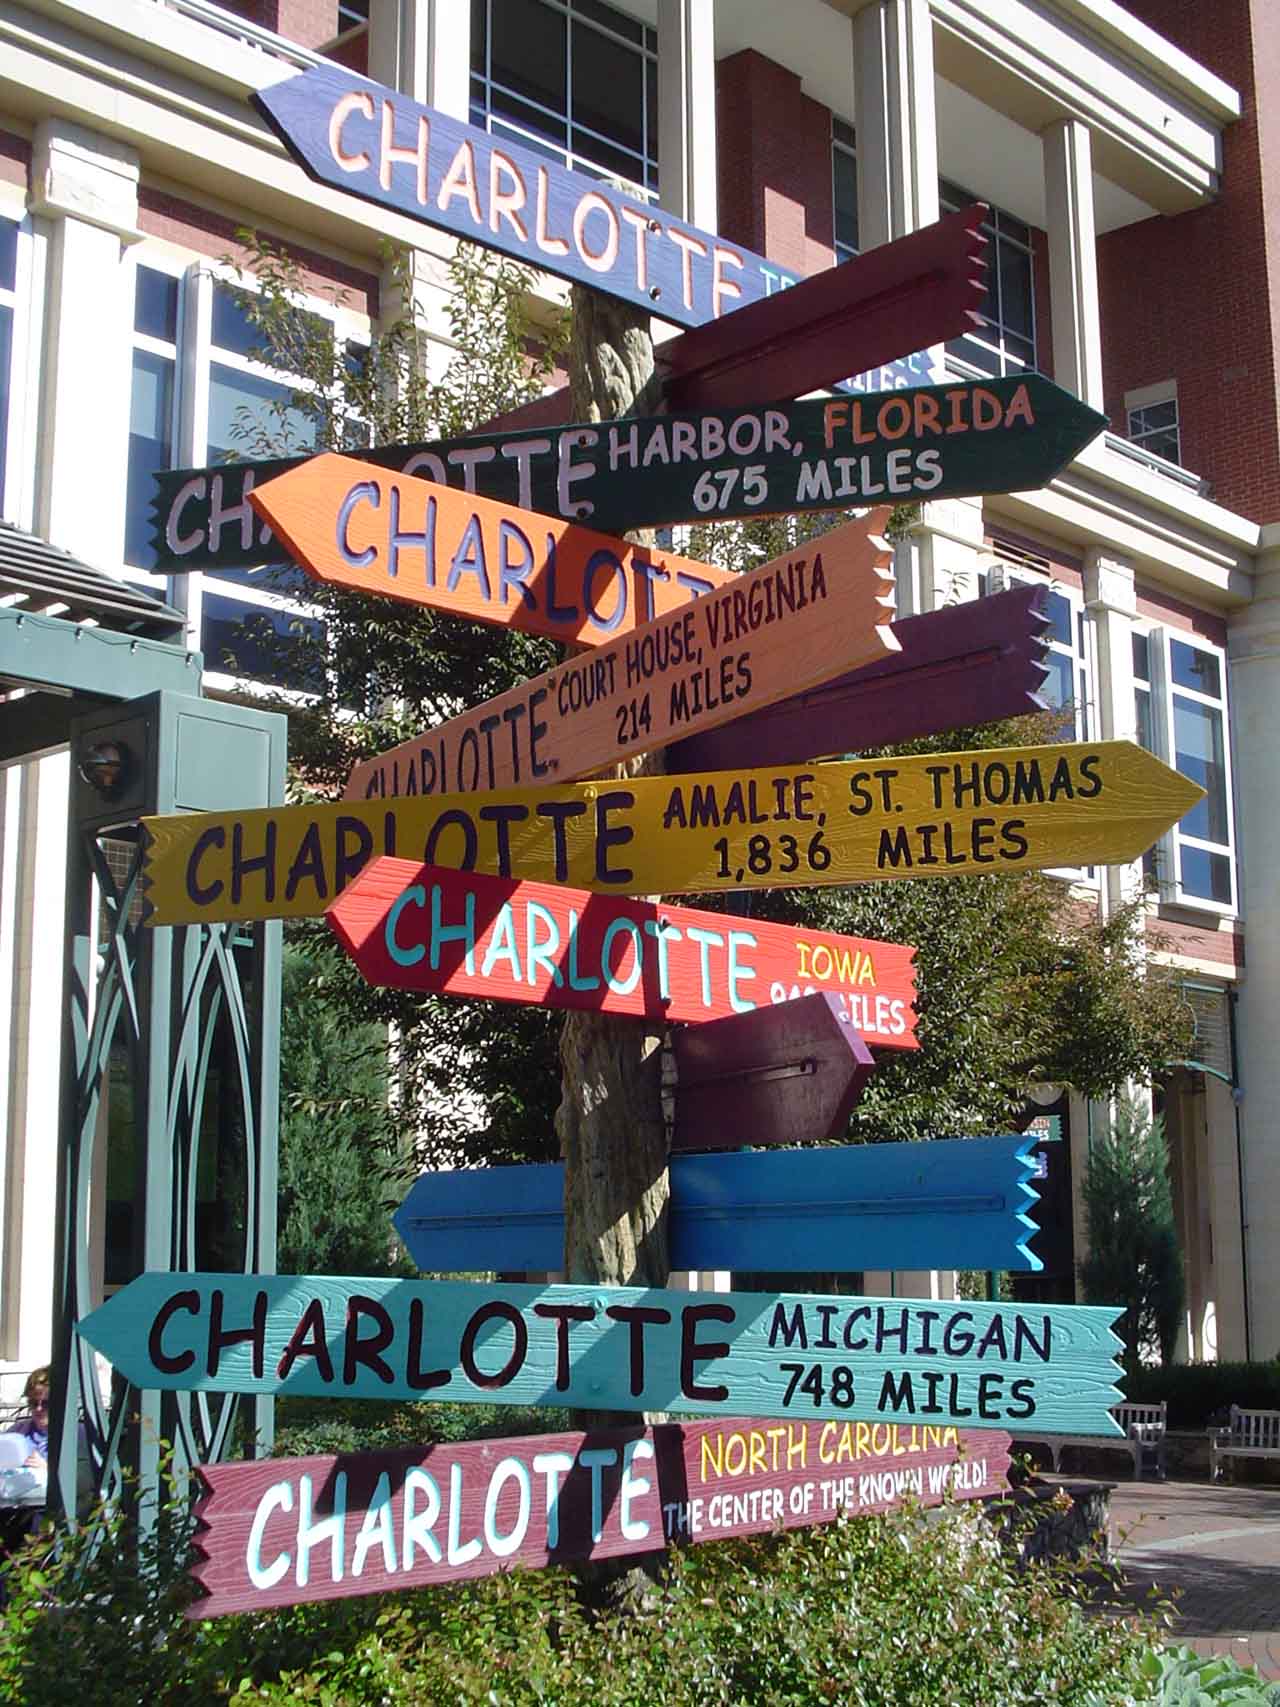 CHARLOTTE
MILES
CHARLOTTE HARBOR, FLORIDA
675 MILES
CHARLOTTE
CHARLOTTE COURT HOUSE, VIRGINIA
214 MILES
CHARLOTTE AMALIE, ST. THOMAS
1,836 MILES
CHARLOTTE IOWA
MILES
CHARLOTTE MICHIGAN
748 MILES
CHARLOTTE NORTH CAROLINA
THE CENTER OF THE KNOWN WORLD!